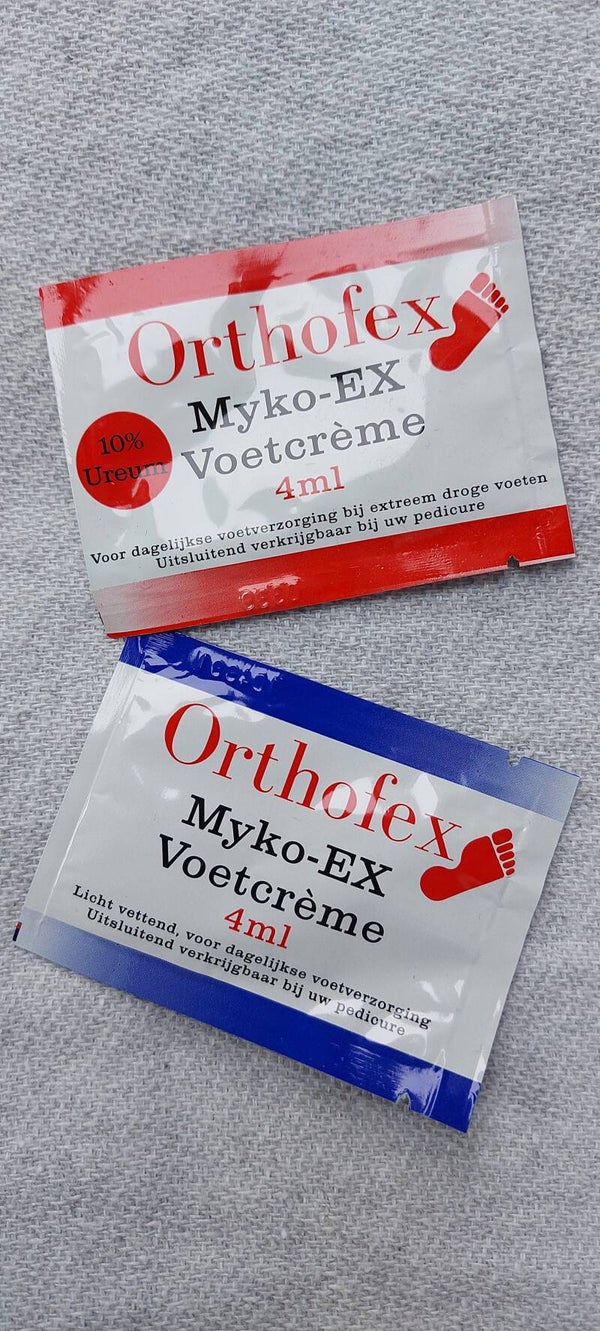 Orthofex
Myko-EX
Voetcrème
10%
Ureum
4ml
Voor dagelijkse voetverzorging bij extreem droge voeten
Uitsluitend verkrijgbaar bij uw pedicure
Orthofex
Myko-EX
Voetcrème
4ml
Licht vettend, voor dagelijkse voetverzorging
Uitsluitend verkrijgbaar bij uw pedicure